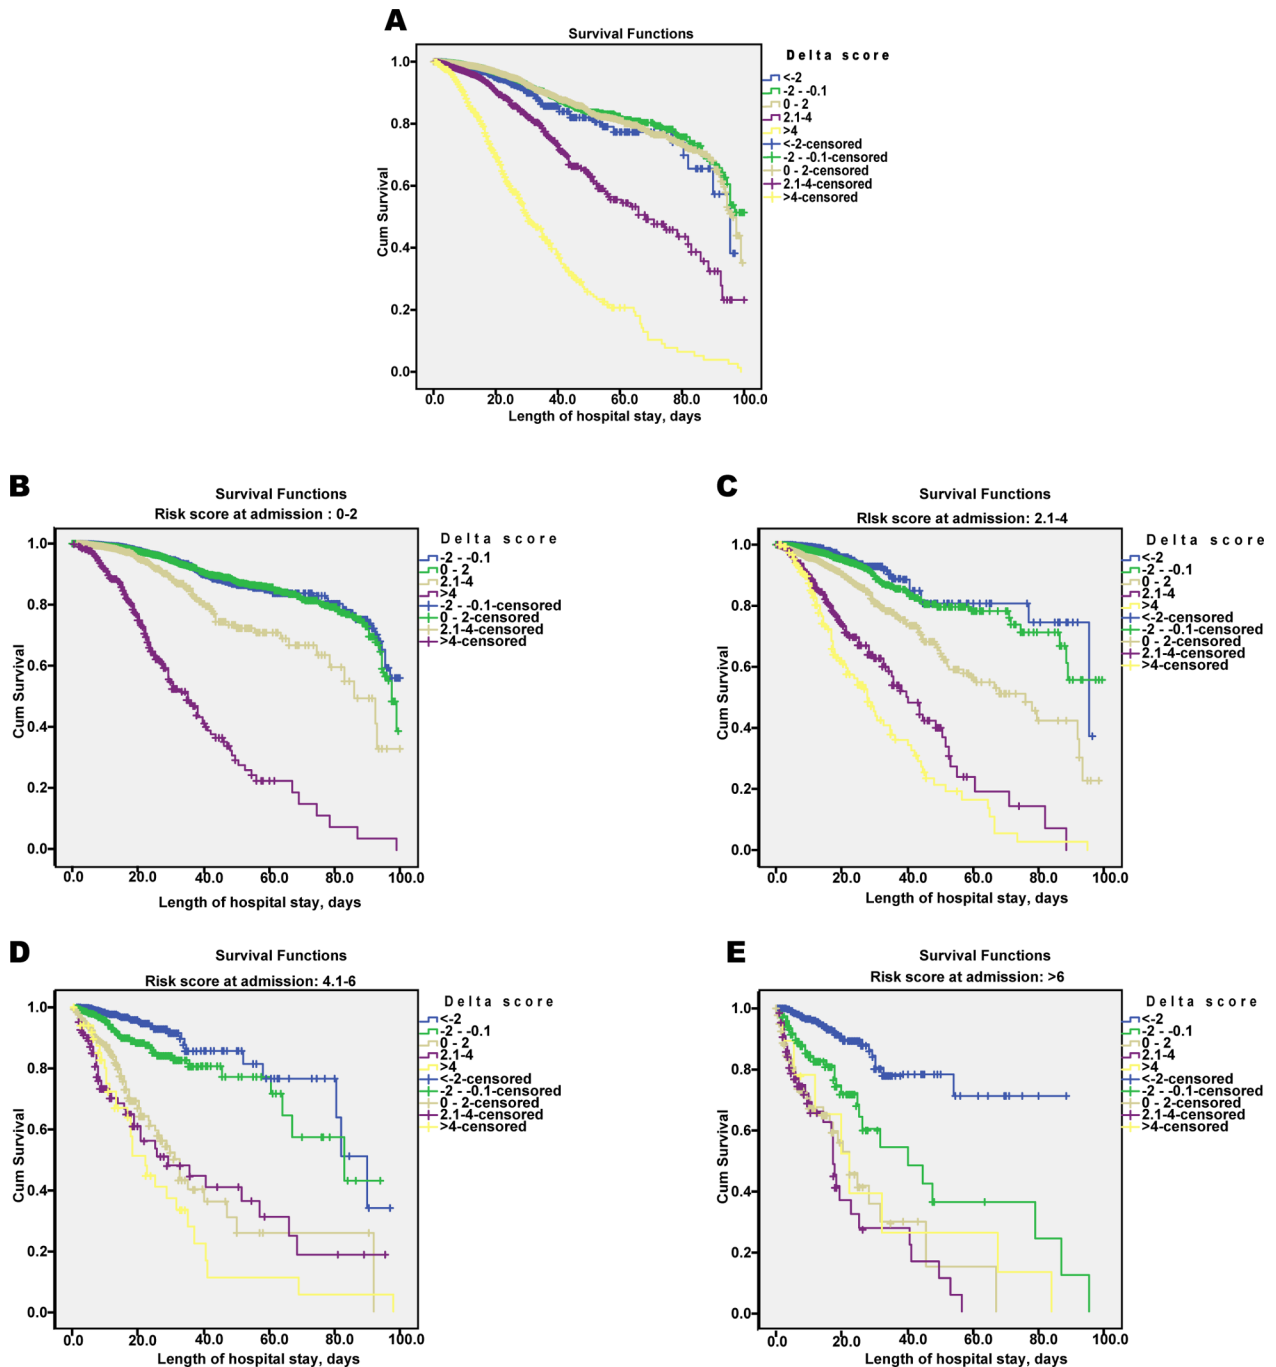 A
Survival Functions
Delta score
<-2
-2 - -0.1
0 - 2
2.1-4
>4
<-2-censored
-2 - -0.1-censored
0 - 2-censored
2.1-4-censored
>4-censored
Cum Survival
1.0
0.8
0.6
0.4
0.2
0.0
0.0 20.0 40.0 60.0 80.0 100.0
Length of hospital stay, days
B
Survival Functions
RIsk score at admission : 0-2
Delta score
-2 - -0.1
0 - 2
2.1-4
>4
-2 - -0.1-censored
0 - 2-censored
2.1-4-censored
>4-censored
Cum Survival
1.0
0.8
0.6
0.4
0.2
0.0
0.0 20.0 40.0 60.0 80.0 100.0
Length of hospital stay, days
C
Survival Functions
RIsk score at admission: 2.1-4
Delta score
<-2
-2 - -0.1
0 - 2
2.1-4
>4
<-2-censored
-2 - -0.1-censored
0 - 2-censored
2.1-4-censored
>4-censored
Cum Survival
1.0
0.8
0.6
0.4
0.2
0.0
0.0 20.0 40.0 60.0 80.0 100.0
Length of hospital stay, days
D
Survival Functions
Risk score at admission: 4.1-6
Delta score
<-2
-2 - -0.1
0 - 2
2.1-4
>4
<-2-censored
-2 - -0.1-censored
0 - 2-censored
2.1-4-censored
>4-censored
Cum Survival
1.0
0.8
0.6
0.4
0.2
0.0
0.0 20.0 40.0 60.0 80.0 100.0
Length of hospital stay, days
E
Survival Functions
Risk score at admission: >6
Delta score
<-2
-2 - -0.1
0 - 2
2.1-4
>4
<-2-censored
-2 - -0.1-censored
0 - 2-censored
2.1-4-censored
>4-censored
Cum Survival
1.0
0.8
0.6
0.4
0.2
0.0
0.0 20.0 40.0 60.0 80.0 100.0
Length of hospital stay, days